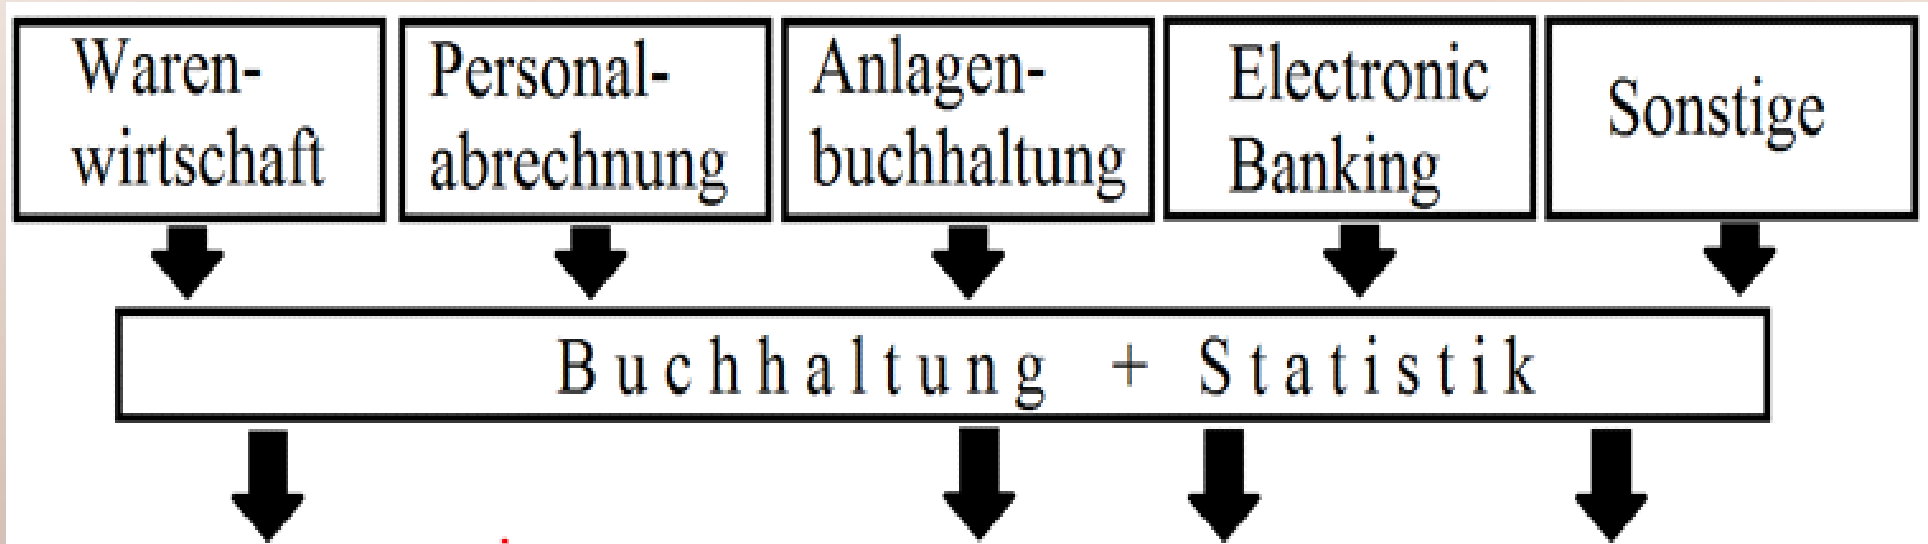 Waren-
wirtschaft
Personal-
abrechnung
Anlagen-
buchhaltung
Electronic
Banking
Sonstige
Buchhaltung + Statistik